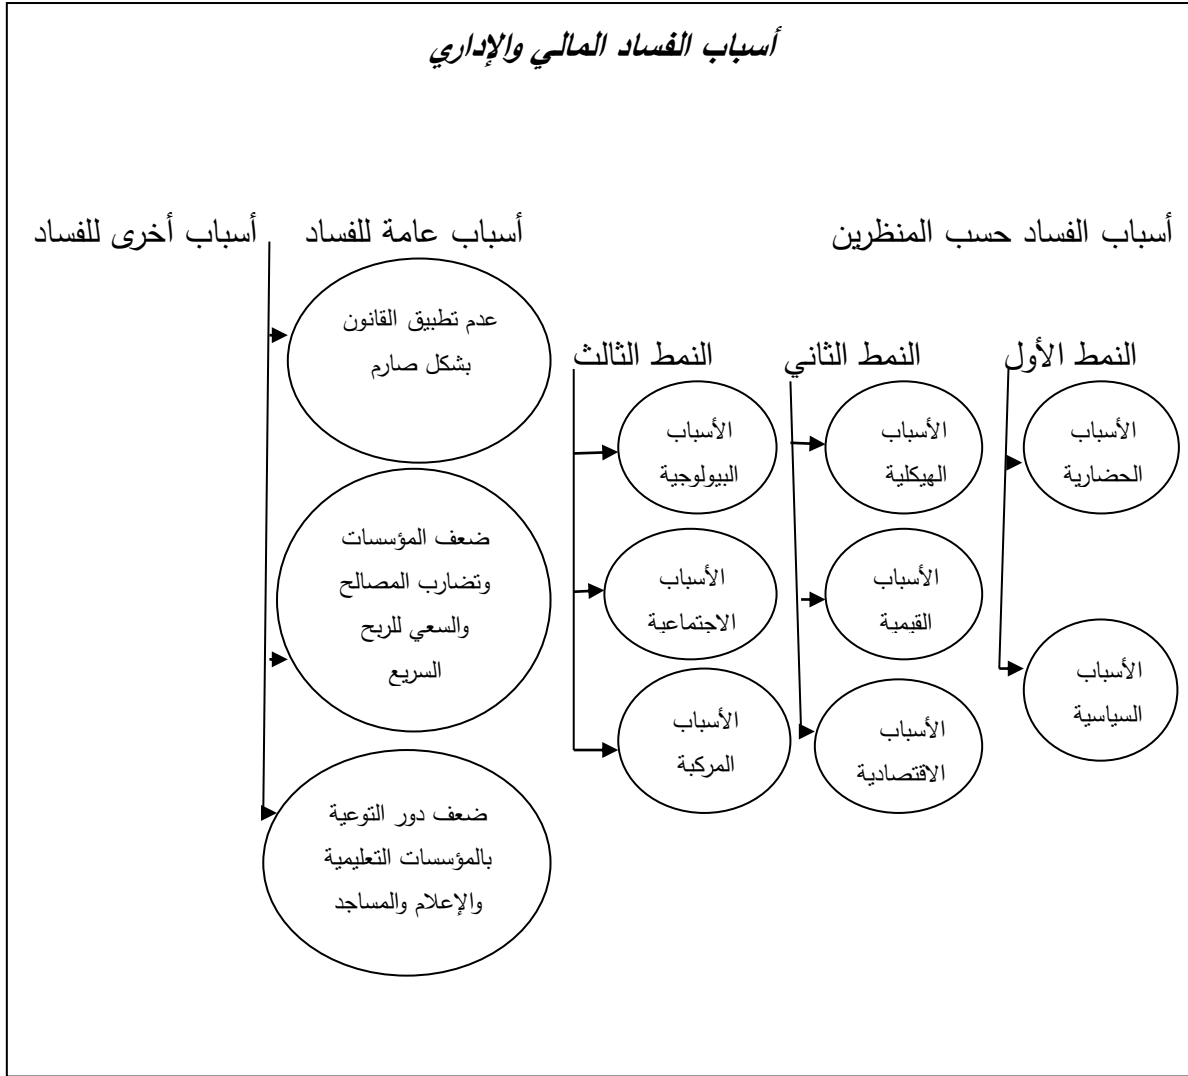 أسباب الفساد المالي والإداري
أسباب الفساد حسب المنظرين
أسباب عامة للفساد
أسباب أخرى للفساد
النمط الأول
الأسباب
الحضارية
الأسباب
السياسية
النمط الثاني
الأسباب
الهيكلية
الأسباب
القيمية
الأسباب
الاقتصادية
النمط الثالث
الأسباب
البيولوجية
الأسباب
الاجتماعية
الأسباب
المركبة
عدم تطبيق القانون
بشكل صارم
ضعف المؤسسات
وتضارب المصالح
والسعي للربح
السريع
ضعف دور التوعية
بالمؤسسات التعليمية
والإعلام والمساجد